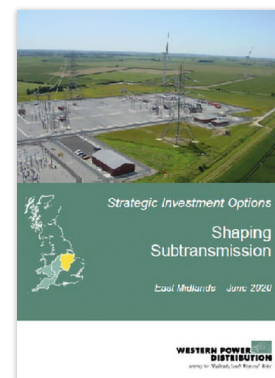 Strategic Investment Options
Shaping
Subtransmission
East Midlands – June 2020
WESTERN POWER
DISTRIBUTION